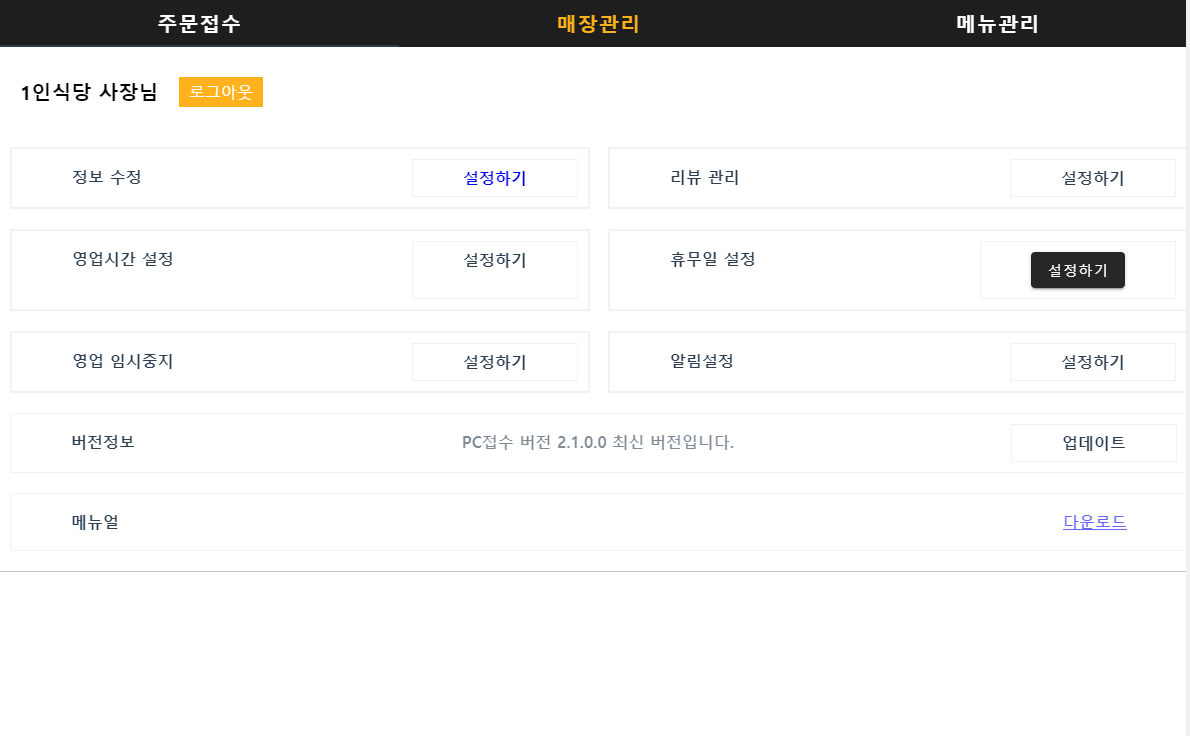 주문접수 매장관리 메뉴관리
1인식당 사장님 로그아웃
정보 수정 설정하기 리뷰 관리 설정하기
영업시간 설정 설정하기 휴무일 설정 설정하기
영업 임시중지 설정하기 알림설정 설정하기
버전정보 PC접수 버전 2.1.0.0 최신 버전입니다. 업데이트
메뉴얼 다운로드